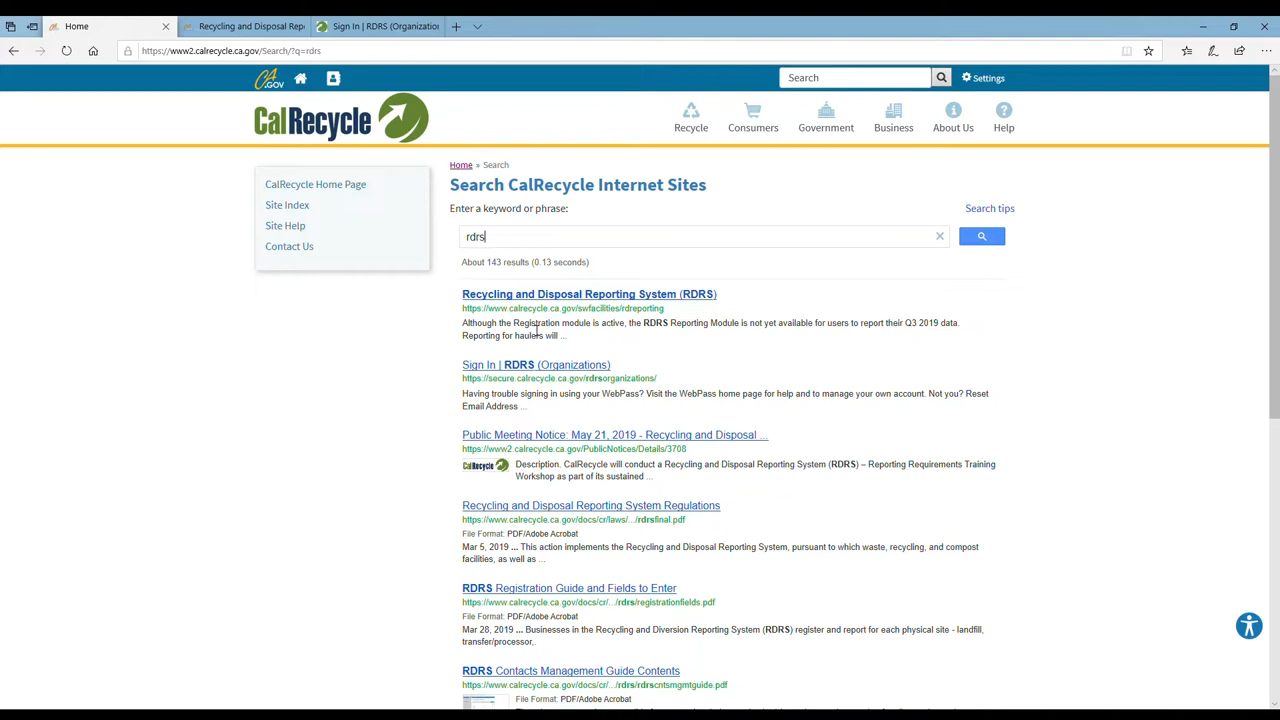 Home
Recycling and Disposal Repo
Sign In | RDRS (Organization
https://www2.calrecycle.ca.gov/Search/?q=rdrs
CA.GOV
Search
Settings
CalRecycle
Recycle
Consumers
Government
Business
About Us
Help
CalRecycle Home Page
Site Index
Site Help
Contact Us
Home » Search
Search CalRecycle Internet Sites
Enter a keyword or phrase:
Search tips
rdrs
About 143 results (0.13 seconds)
Recycling and Disposal Reporting System (RDRS)
https://www.calrecycle.ca.gov/swfacilities/rdreporting
Although the Registration module is active, the RDRS Reporting Module is not yet available for users to report their Q3 2019 data.
Reporting for haulers will ...
Sign In | RDRS (Organizations)
https://secure.calrecycle.ca.gov/rdrsorganizations/
Having trouble signing in using your WebPass? Visit the WebPass home page for help and to manage your own account. Not you? Reset
Email Address ...
Public Meeting Notice: May 21, 2019 - Recycling and Disposal ...
https://www2.calrecycle.ca.gov/PublicNotices/Details/3708
CalRecycle
Description. CalRecycle will conduct a Recycling and Disposal Reporting System (RDRS) – Reporting Requirements Training
Workshop as part of its sustained ...
Recycling and Disposal Reporting System Regulations
https://www.calrecycle.ca.gov/docs/cr/laws/.../rdrsfinal.pdf
File Format: PDF/Adobe Acrobat
Mar 5, 2019 ... This action implements the Recycling and Disposal Reporting System, pursuant to which waste, recycling, and compost
facilities, as well as ...
RDRS Registration Guide and Fields to Enter
https://www.calrecycle.ca.gov/docs/cr/.../rdrs/registrationfields.pdf
File Format: PDF/Adobe Acrobat
Mar 28, 2019 ... Businesses in the Recycling and Diversion Reporting System (RDRS) register and report for each physical site - landfill,
transfer/processor,.
RDRS Contacts Management Guide Contents
https://www.calrecycle.ca.gov/docs/cr/.../rdrs/rdrscntsmgmtguide.pdf
File Format: PDF/Adobe Acrobat